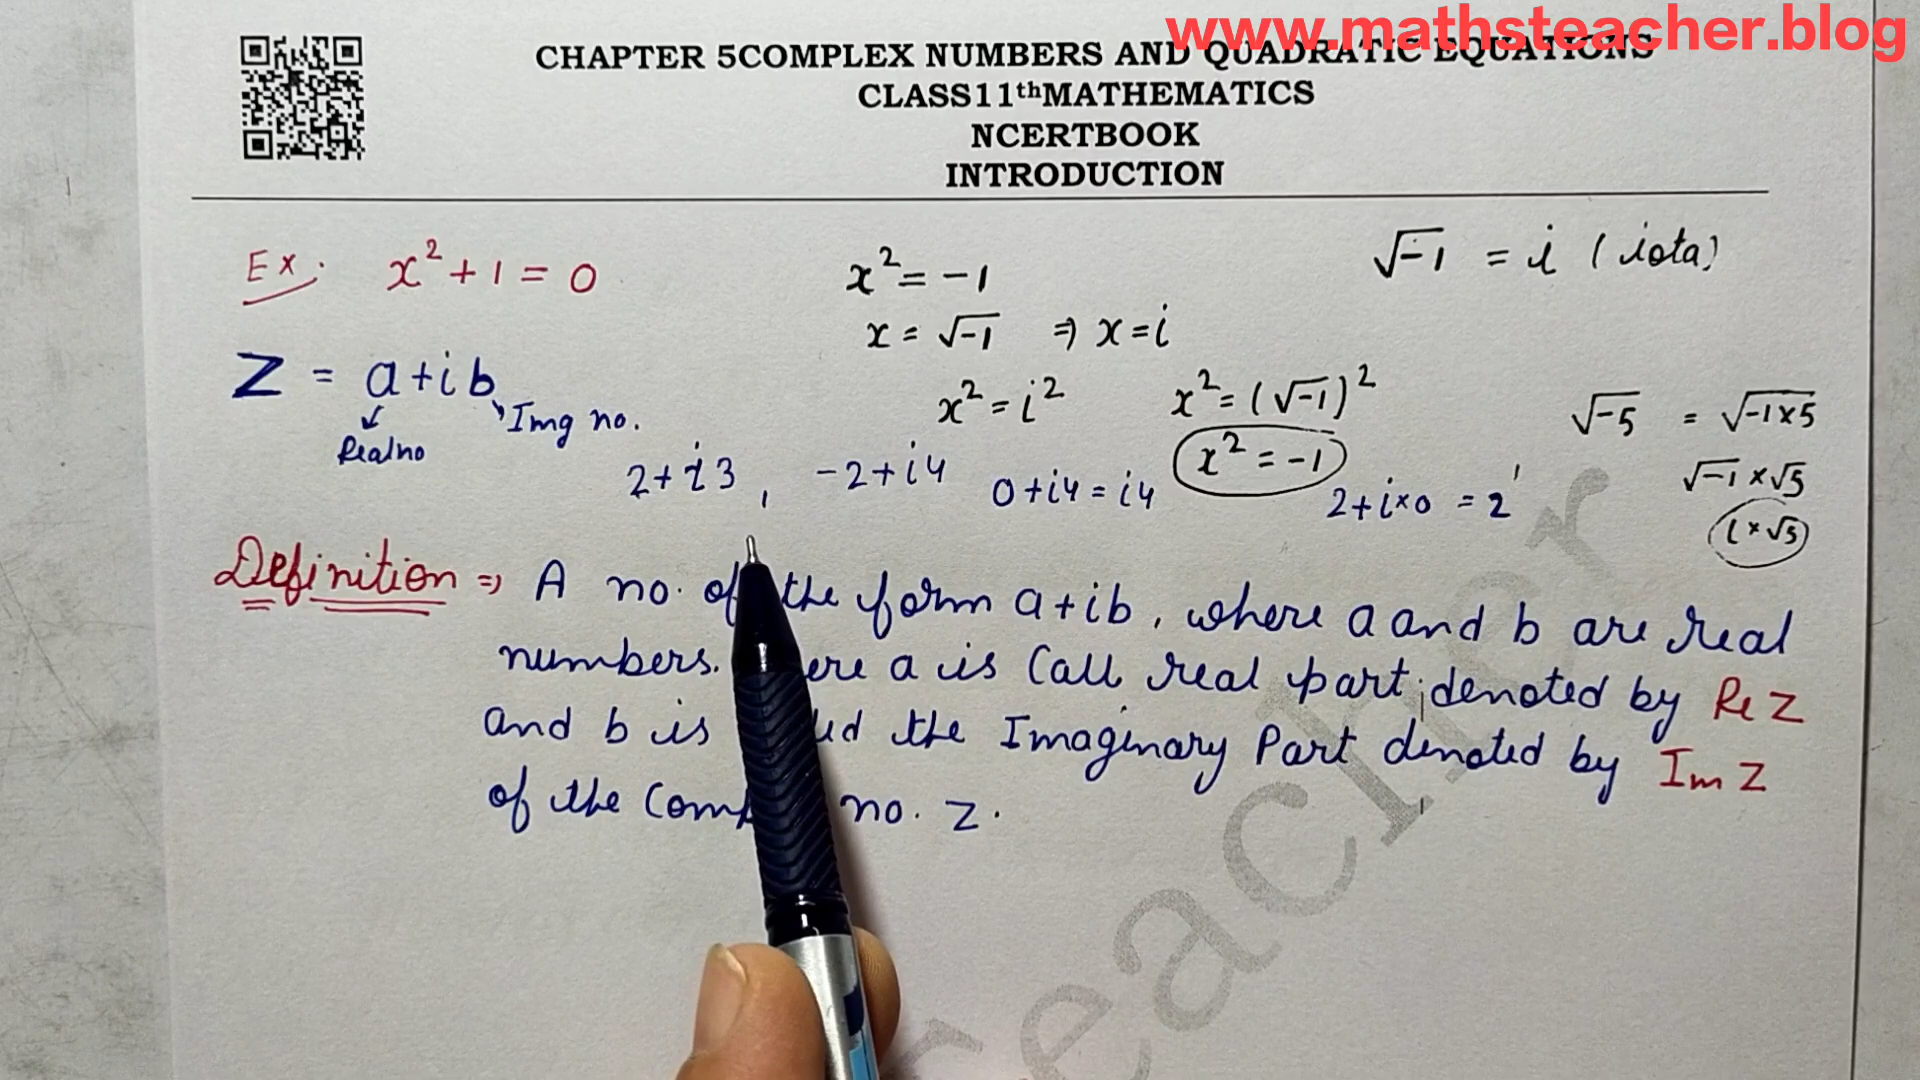 www.mathsteacher.blog
CHAPTER 5COMPLEX NUMBERS AND QUADRATIC EQUATIONS
CLASS11thMATHEMATICS
NCERTBOOK
INTRODUCTION
Ex. x² + 1 = 0
x² = -1
√-1 = i (iota)
x = √-1 ⇒ x = i
Z = a + ib
Real no
Img no.
x² = i²
x² = (√-1)²
x² = -1
√-5 = √-1×5
√-1 × √5
i × √5
2 + i3, -2 + i4
0 + i4 = i4
2 + i×0 = 2
Definition ⇒ A no. of the form a + ib, where a and b are real
numbers. ere a is Call real part, denoted by Re Z
and b is the Imaginary Part denoted by Im Z
of the no. z.
eacher